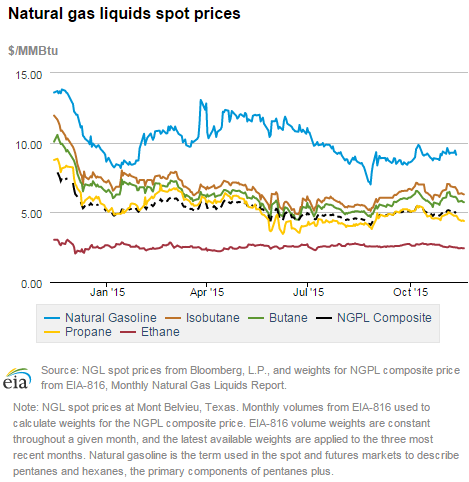 Natural gas liquids spot prices
$/MMBtu
15.00
10.00
5.00
0.00
Jan '15 Apr '15 Jul '15 Oct '15
Natural Gasoline Isobutane Butane NGPL Composite
Propane Ethane
eia
Source: NGL spot prices from Bloomberg, L.P., and weights for NGPL composite price
from EIA-816, Monthly Natural Gas Liquids Report.
Note: NGL spot prices at Mont Belvieu, Texas. Monthly volumes from EIA-816 used to
calculate weights for the NGPL composite price. EIA-816 volume weights are constant
throughout a given month, and the latest available weights are applied to the three most
recent months. Natural gasoline is the term used in the spot and futures markets to describe
pentanes and hexanes, the primary components of pentanes plus.